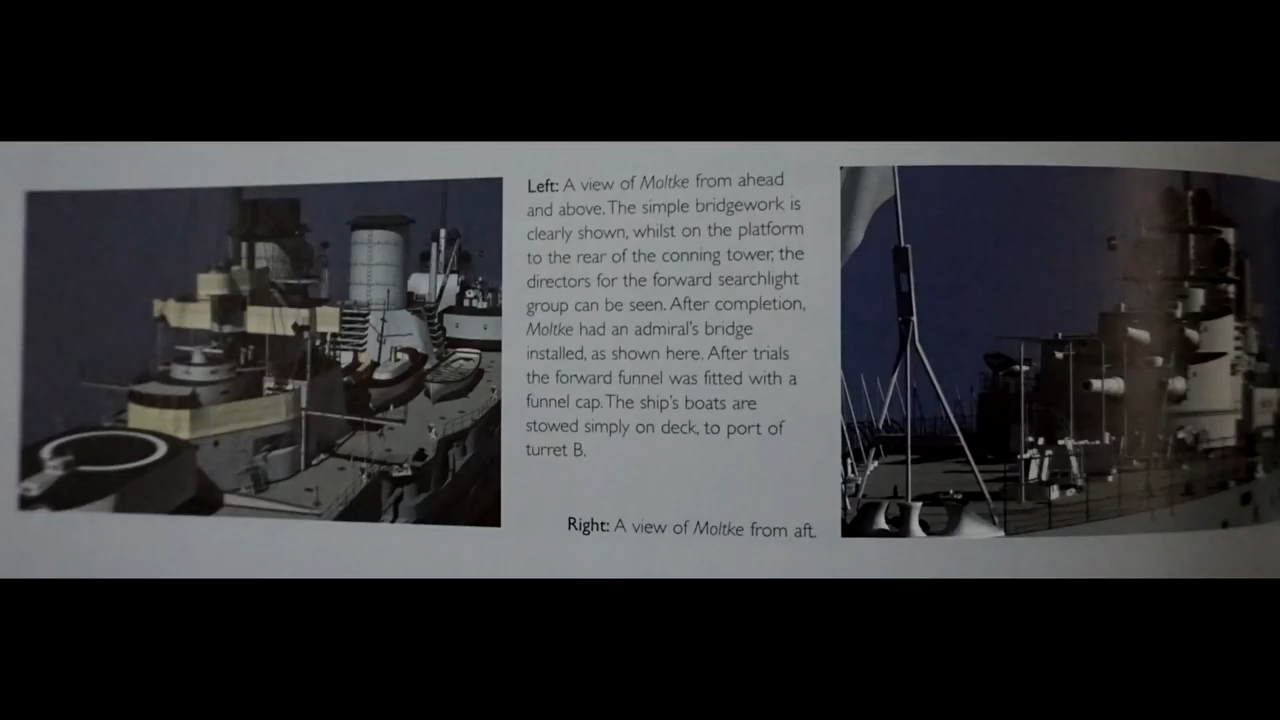 Left: A view of Moltke from ahead
and above. The simple bridgework is
clearly shown, whilst on the platform
to the rear of the conning tower, the
directors for the forward searchlight
group can be seen. After completion,
Moltke had an admiral's bridge
installed, as shown here. After trials
the forward funnel was fitted with a
funnel cap. The ship's boats are
stowed simply on deck, to port of
turret B.
Right: A view of Moltke from aft.